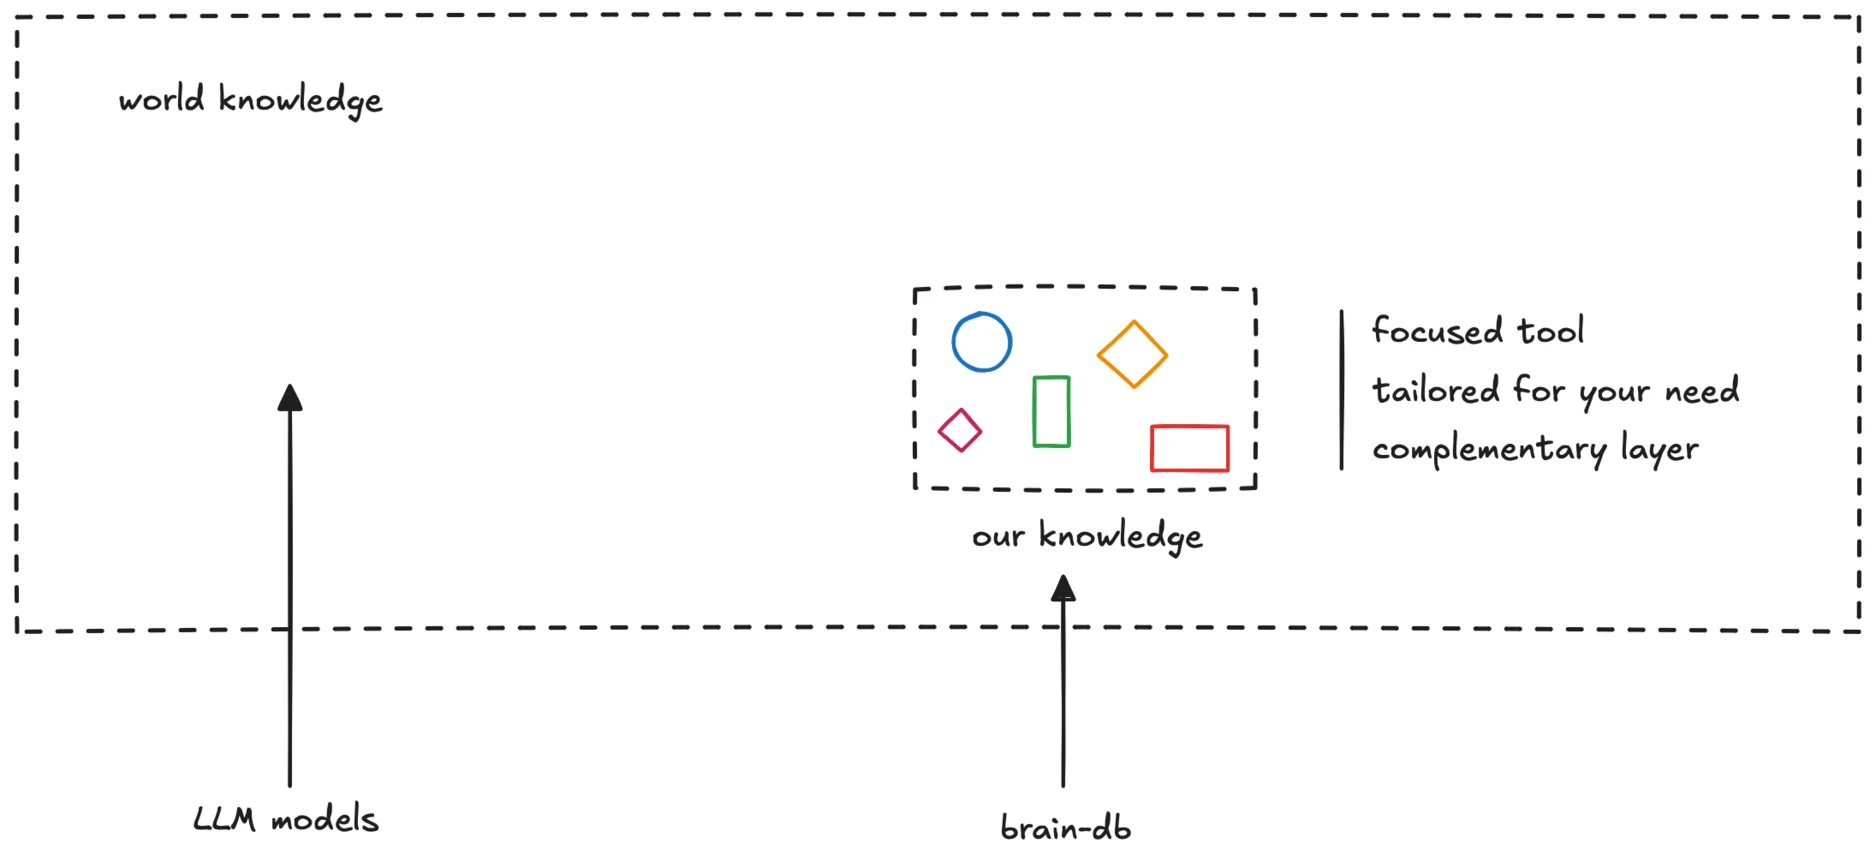 world knowledge
focused tool
tailored for your need
complementary layer
our knowledge
LLM models
brain-db